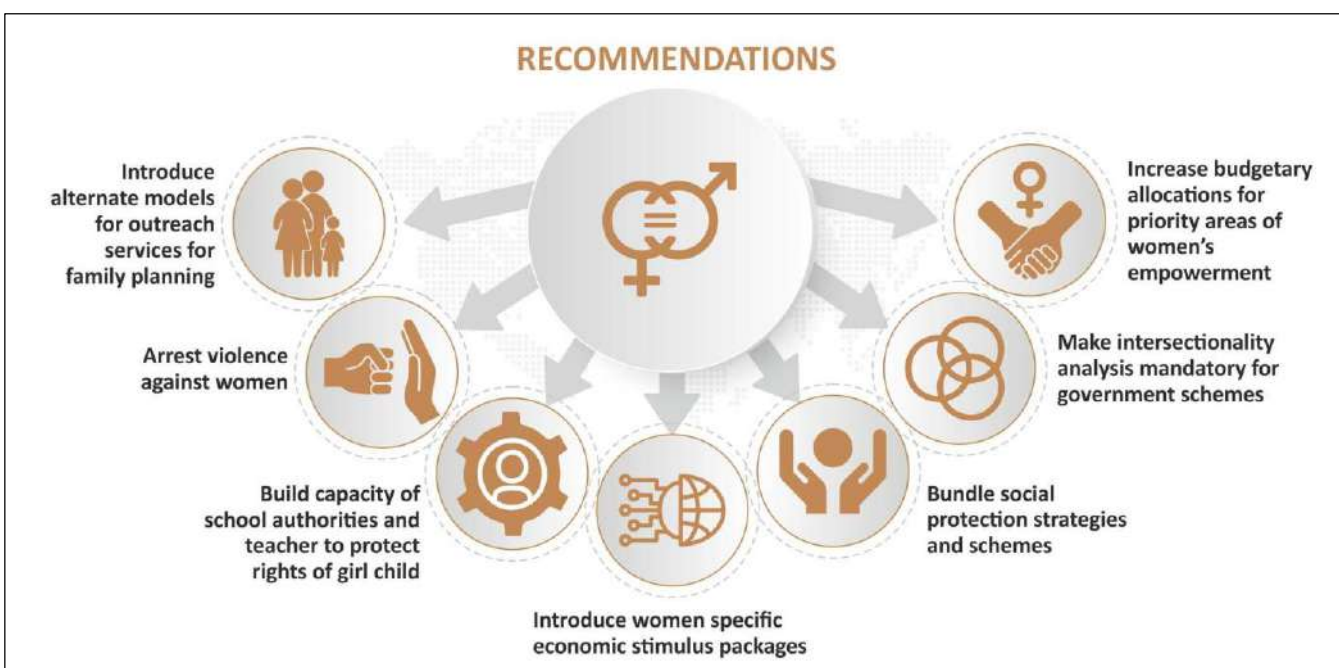 RECOMMENDATIONS
Introduce
alternate models
for outreach
services for
family planning
Arrest violence
against women
Build capacity of
school authorities and
teacher to protect
rights of girl child
Introduce women specific
economic stimulus packages
Bundle social
protection strategies
and schemes
Make intersectionality
analysis mandatory for
government schemes
Increase budgetary
allocations for
priority areas of
women's
empowerment